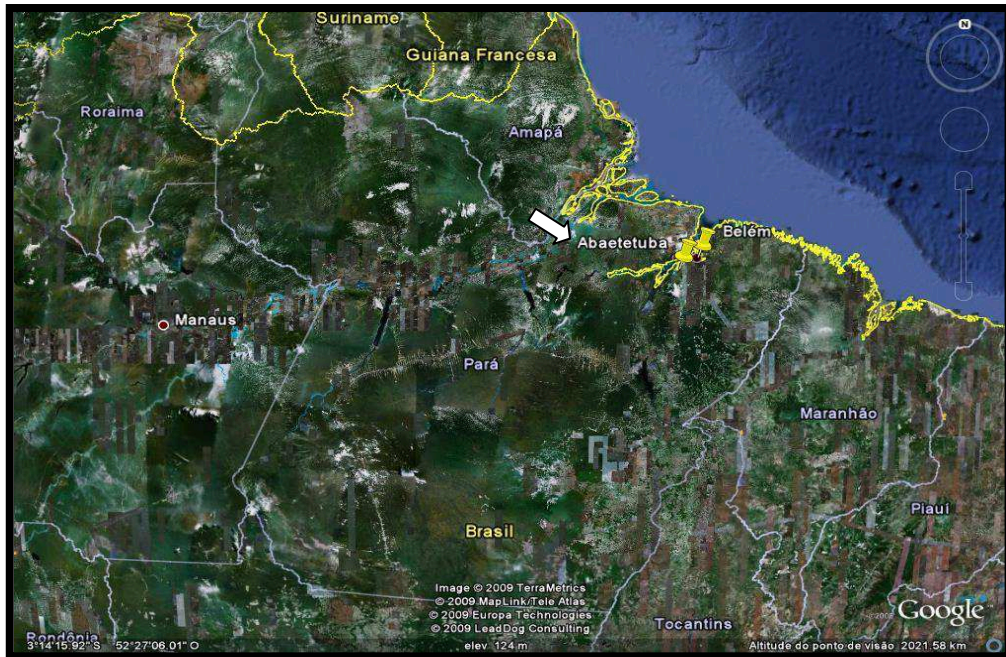 Suriname
N
Guiana Francesa
Roraima
Amapá
Abaetetuba
Belém
Manaus
Pará
Maranhão
Piauí
Brasil
Image © 2009 TerraMetrics
© 2009 MapLink/Tele Atlas
© 2009 Europa Technologies
© 2009 LeadDog Consulting
Google
Rondônia
Tocantins
3°14'15.92" S 52°27'06.01" O
elev 124 m
Altitude do ponto de visão 2021.58 km